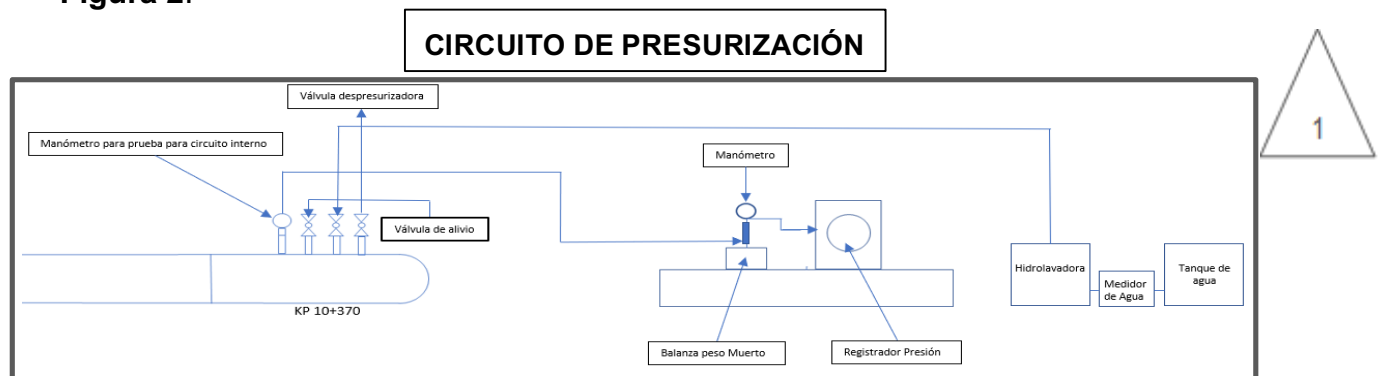 Figura 2.
CIRCUITO DE PRESURIZACIÓN
1
Válvula despresurizadora
Manómetro para prueba para circuito interno
Manómetro
Válvula de alivio
Hidrolavadora
Medidor
de Agua
Tanque de
agua
KP 10+370
Balanza peso Muerto
Registrador Presión